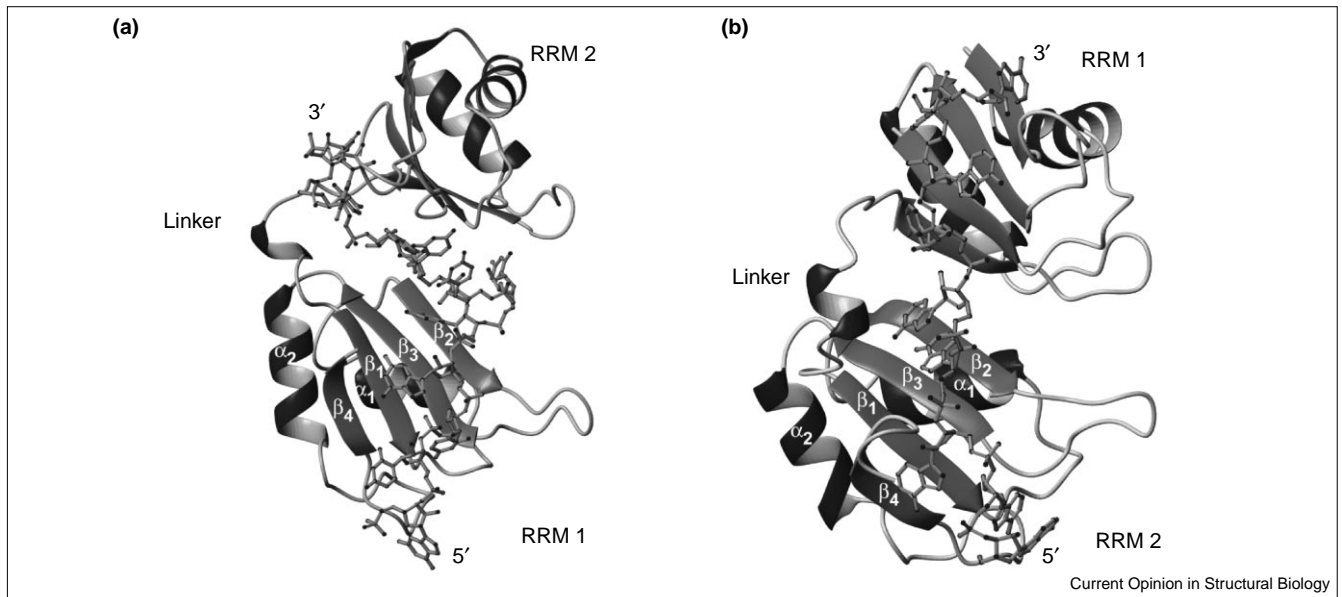 (a)
RRM 2
3′
Linker
α2
β1
β3
β2
α1
β4
RRM 1
5′
(b)
3′
RRM 1
Linker
β2
β3
α1
β1
α2
β4
5′
RRM 2
Current Opinion in Structural Biology